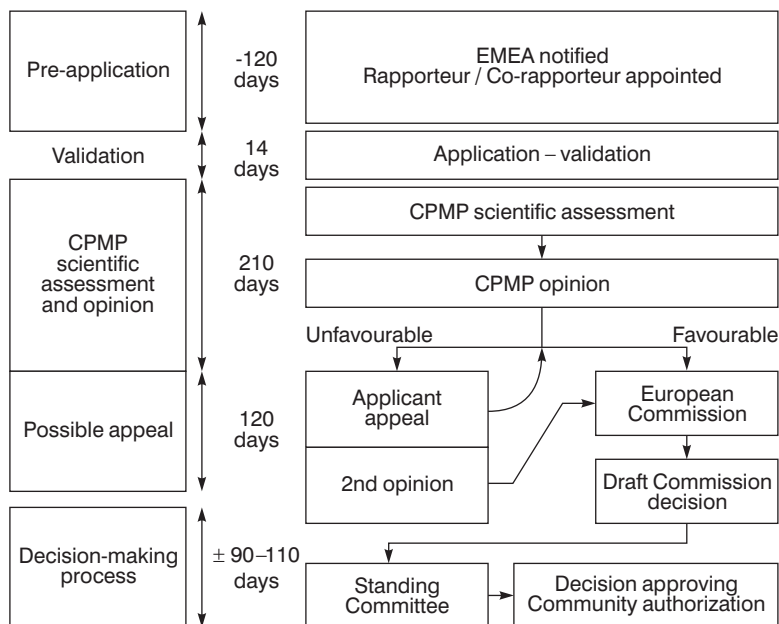 Pre-application
-120
days
EMEA notified
Rapporteur / Co-rapporteur appointed
Validation
14
days
Application – validation
CPMP
scientific
assessment
and opinion
210
days
CPMP scientific assessment
CPMP opinion
Unfavourable
Favourable
Possible appeal
120
days
Applicant
appeal
European
Commission
2nd opinion
Draft Commission
decision
Decision-making
process
± 90–110
days
Standing
Committee
Decision approving
Community authorization